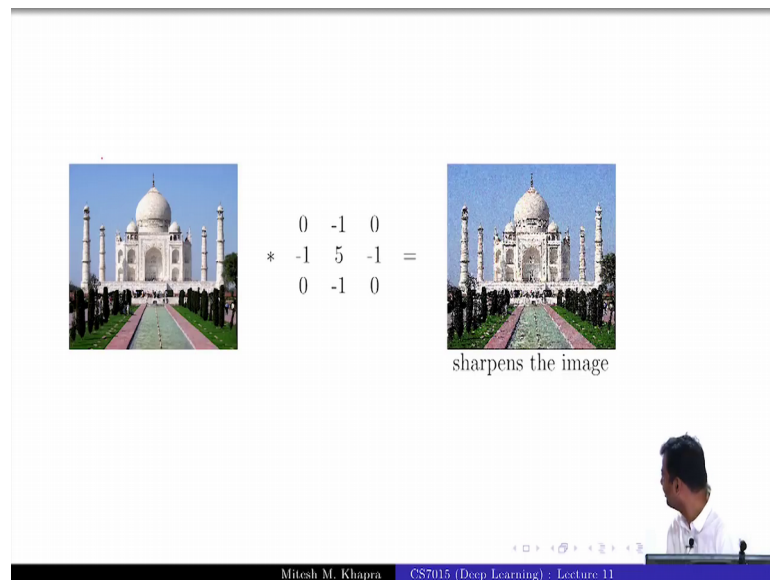 0 -1 0
* -1 5 -1 =
0 -1 0
sharpens the image
Mitesh M. Khapra CS7015 (Deep Learning) : Lecture 11